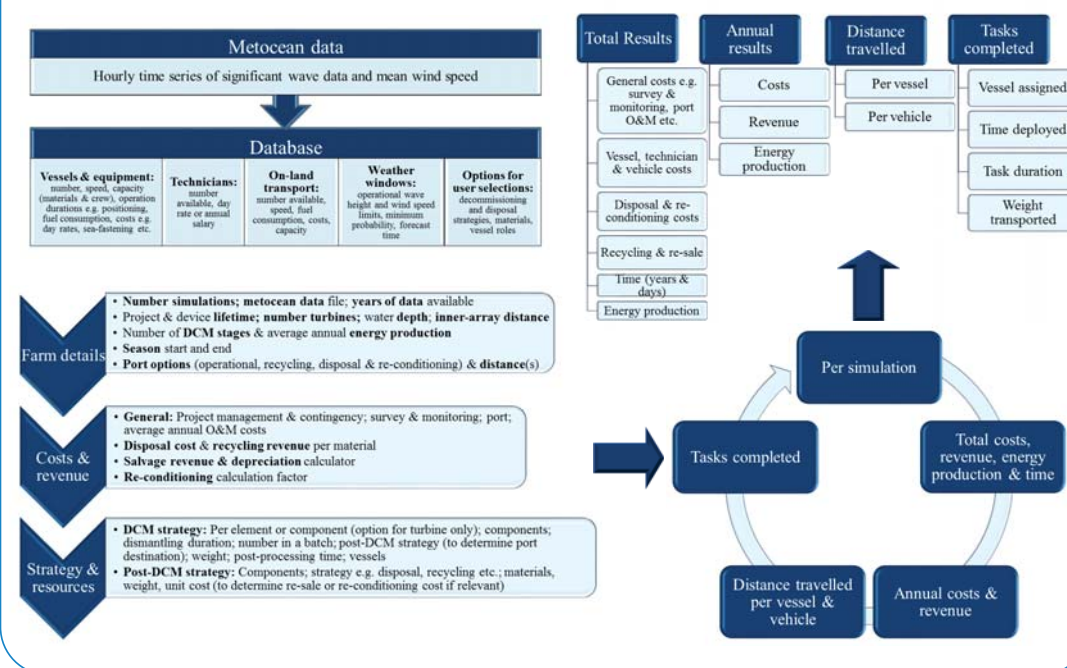 Metocean data
Hourly time series of significant wave data and mean wind speed
Database
Vessels & equipment:
number, speed, capacity
(materials & crew), operation
durations e.g. positioning,
fuel consumption, costs e.g.
day rates, sea-fastening etc.
Technicians:
number
available, day
rate or annual
salary
On-land
transport:
number available,
speed, fuel
consumption, costs,
capacity
Weather
windows:
operational wave
height and wind speed
limits, minimum
probability, forecast
time
Options for
user selections:
decommissioning
and disposal
strategies, materials,
vessel roles
Farm details
• Number simulations; metocean data file; years of data available
• Project & device lifetime; number turbines; water depth; inner-array distance
• Number of DCM stages & average annual energy production
• Season start and end
• Port options (operational, recycling, disposal & re-conditioning) & distance(s)
Costs &
revenue
• General: Project management & contingency; survey & monitoring; port;
average annual O&M costs
• Disposal cost & recycling revenue per material
• Salvage revenue & depreciation calculator
• Re-conditioning calculation factor
Strategy &
resources
• DCM strategy: Per element or component (option for turbine only); components;
dismantling duration; number in a batch; post-DCM strategy (to determine port
destination); weight; post-processing time; vessels
• Post-DCM strategy: Components; strategy e.g. disposal, recycling etc.; materials,
weight, unit cost (to determine re-sale or re-conditioning cost if relevant)
Total Results
General costs e.g.
survey &
monitoring, port
O&M etc.
Vessel, technician
& vehicle costs
Disposal & re-
conditioning costs
Recycling & re-sale
Time (years &
days)
Energy production
Annual
results
Costs
Revenue
Energy
production
Distance
travelled
Per vessel
Per vehicle
Tasks
completed
Vessel assigned
Time deployed
Task duration
Weight
transported
Per simulation
Total costs,
revenue, energy
production & time
Annual costs &
revenue
Distance travelled
per vessel &
vehicle
Tasks completed